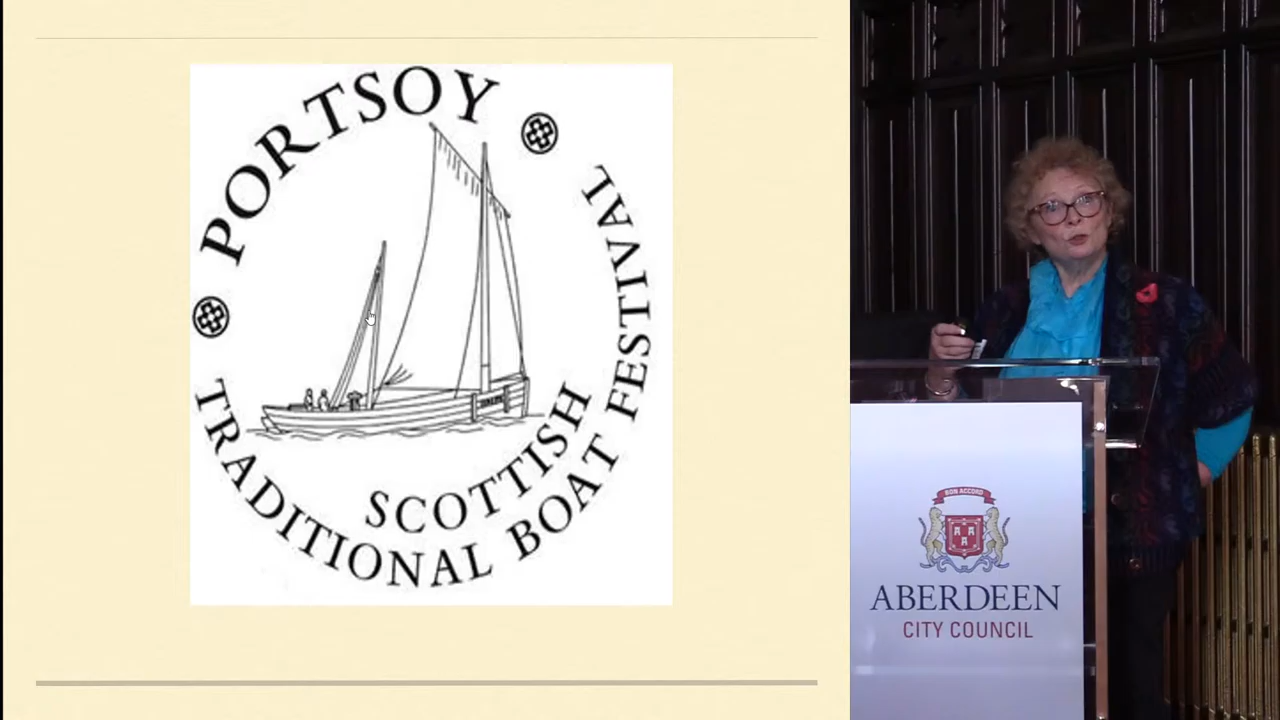 PORTSOY
SCOTTISH
TRADITIONAL BOAT FESTIVAL
BON ACCORD
ABERDEEN
CITY COUNCIL